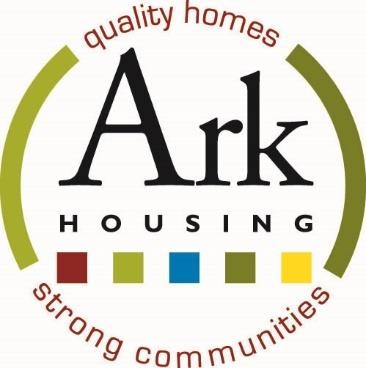 quality homes
Ark
HOUSING
strong communities